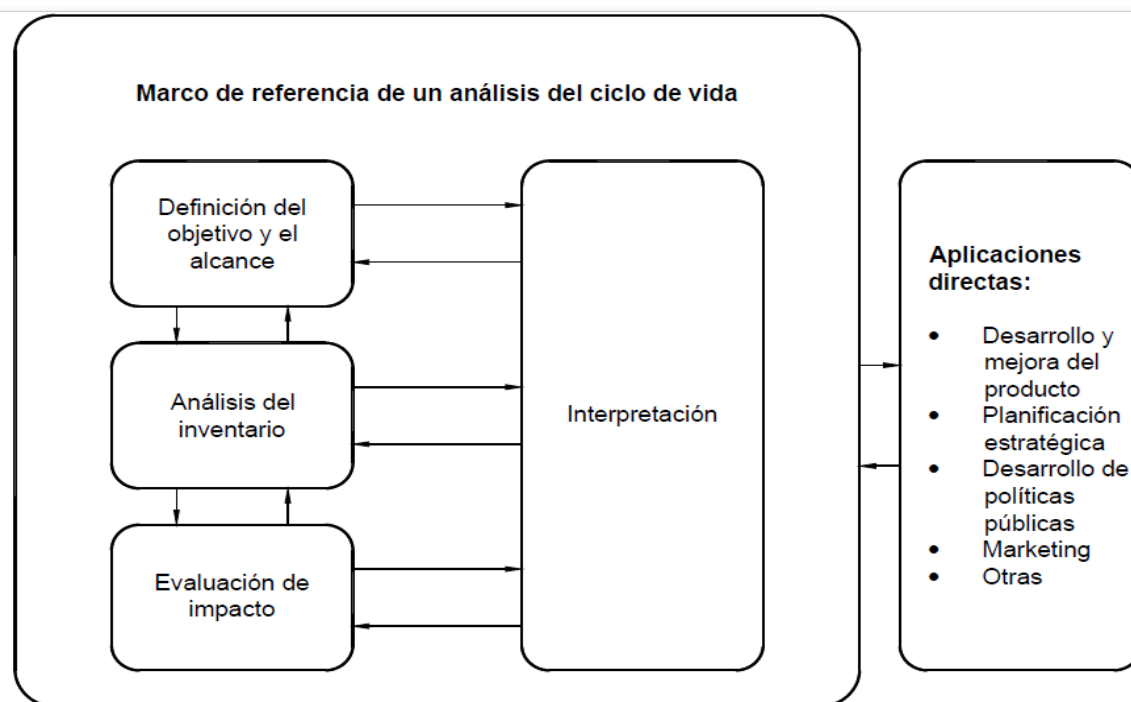 Marco de referencia de un análisis del ciclo de vida
Definición del
objetivo y el
alcance
Análisis del
inventario
Evaluación de
impacto
Interpretación
Aplicaciones
directas:
• Desarrollo y
mejora del
producto
• Planificación
estratégica
• Desarrollo de
políticas
públicas
• Marketing
• Otras